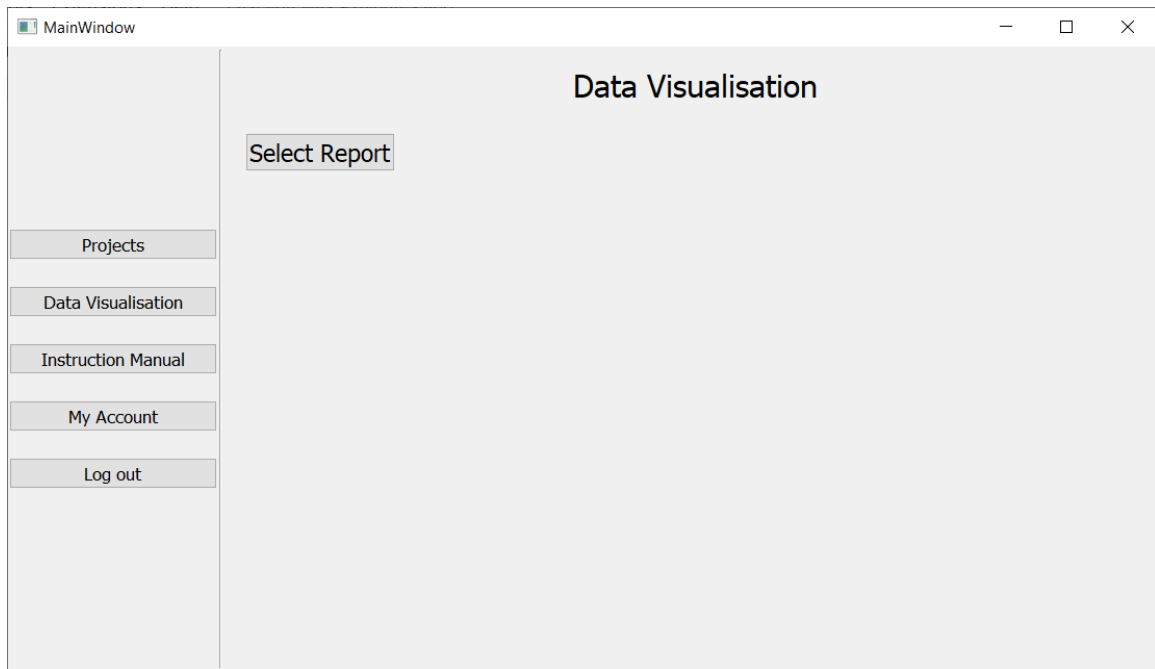 MainWindow
Data Visualisation
Select Report
Projects
Data Visualisation
Instruction Manual
My Account
Log out